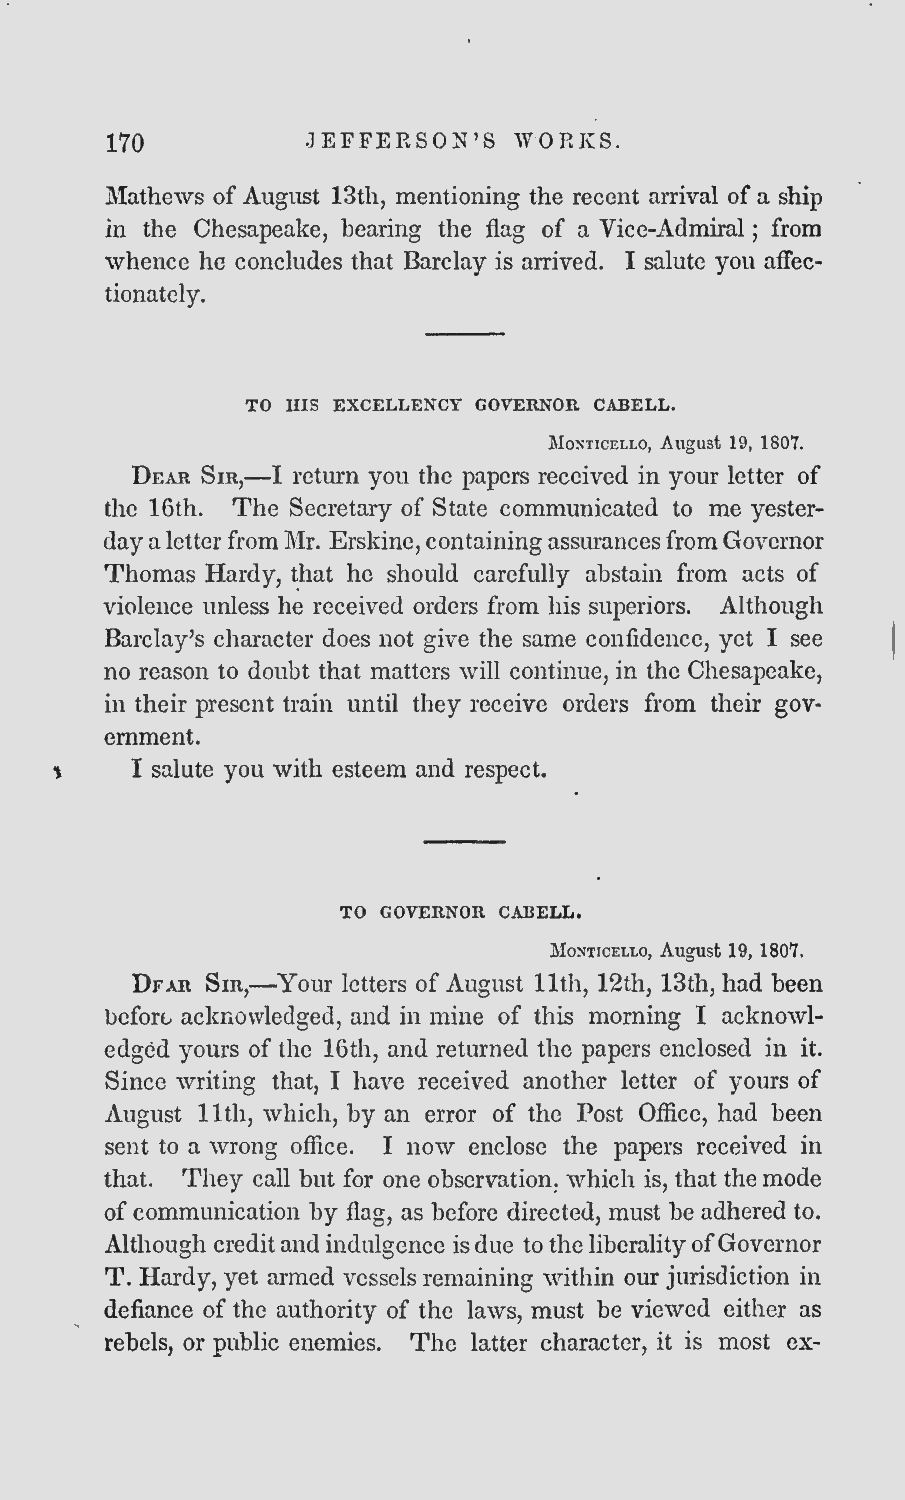 170 JEFFERSON'S WORKS.
Mathews of August 13th, mentioning the recent arrival of a ship
in the Chesapeake, bearing the flag of a Vice-Admiral; from
whence he concludes that Barclay is arrived. I salute you affec-
tionately.
TO HIS EXCELLENCY GOVERNOR CABELL.
Monticello, August 19, 1807.
Dear Sir,—I return you the papers received in your letter of
the 16th. The Secretary of State communicated to me yester-
day a letter from Mr. Erskine, containing assurances from Governor
Thomas Hardy, that he should carefully abstain from acts of
violence unless he received orders from his superiors. Although
Barclay's character does not give the same confidence, yet I see
no reason to doubt that matters will continue, in the Chesapeake,
in their present train until they receive orders from their gov-
ernment.
I salute you with esteem and respect.
TO GOVERNOR CABELL.
Monticello, August 19, 1807.
Dear Sir,—Your letters of August 11th, 12th, 13th, had been
before acknowledged, and in mine of this morning I acknowl-
edged yours of the 16th, and returned the papers enclosed in it.
Since writing that, I have received another letter of yours of
August 11th, which, by an error of the Post Office, had been
sent to a wrong office. I now enclose the papers received in
that. They call but for one observation, which is, that the mode
of communication by flag, as before directed, must be adhered to.
Although credit and indulgence is due to the liberality of Governor
T. Hardy, yet armed vessels remaining within our jurisdiction in
defiance of the authority of the laws, must be viewed either as
rebels, or public enemies. The latter character, it is most ex-